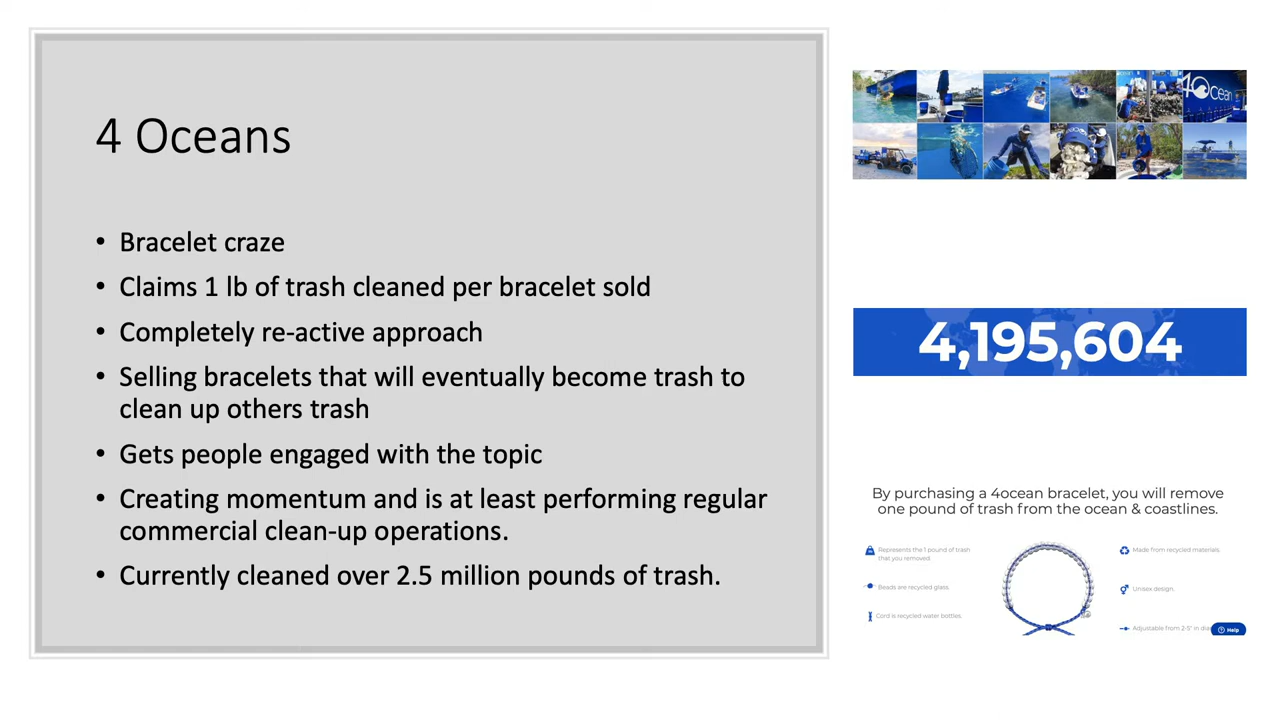 4 Oceans
• Bracelet craze
• Claims 1 lb of trash cleaned per bracelet sold
• Completely re-active approach
• Selling bracelets that will eventually become trash to
clean up others trash
• Gets people engaged with the topic
• Creating momentum and is at least performing regular
commercial clean-up operations.
• Currently cleaned over 2.5 million pounds of trash.
4Ocean
4,195,604
By purchasing a 4ocean bracelet, you will remove
one pound of trash from the ocean & coastlines.
Represents the 1 pound of trash
that you removed.
Beads are recycled glass.
Cord is recycled water bottles.
Made from recycled materials.
Unisex design.
Adjustable from 2-5" in
Help